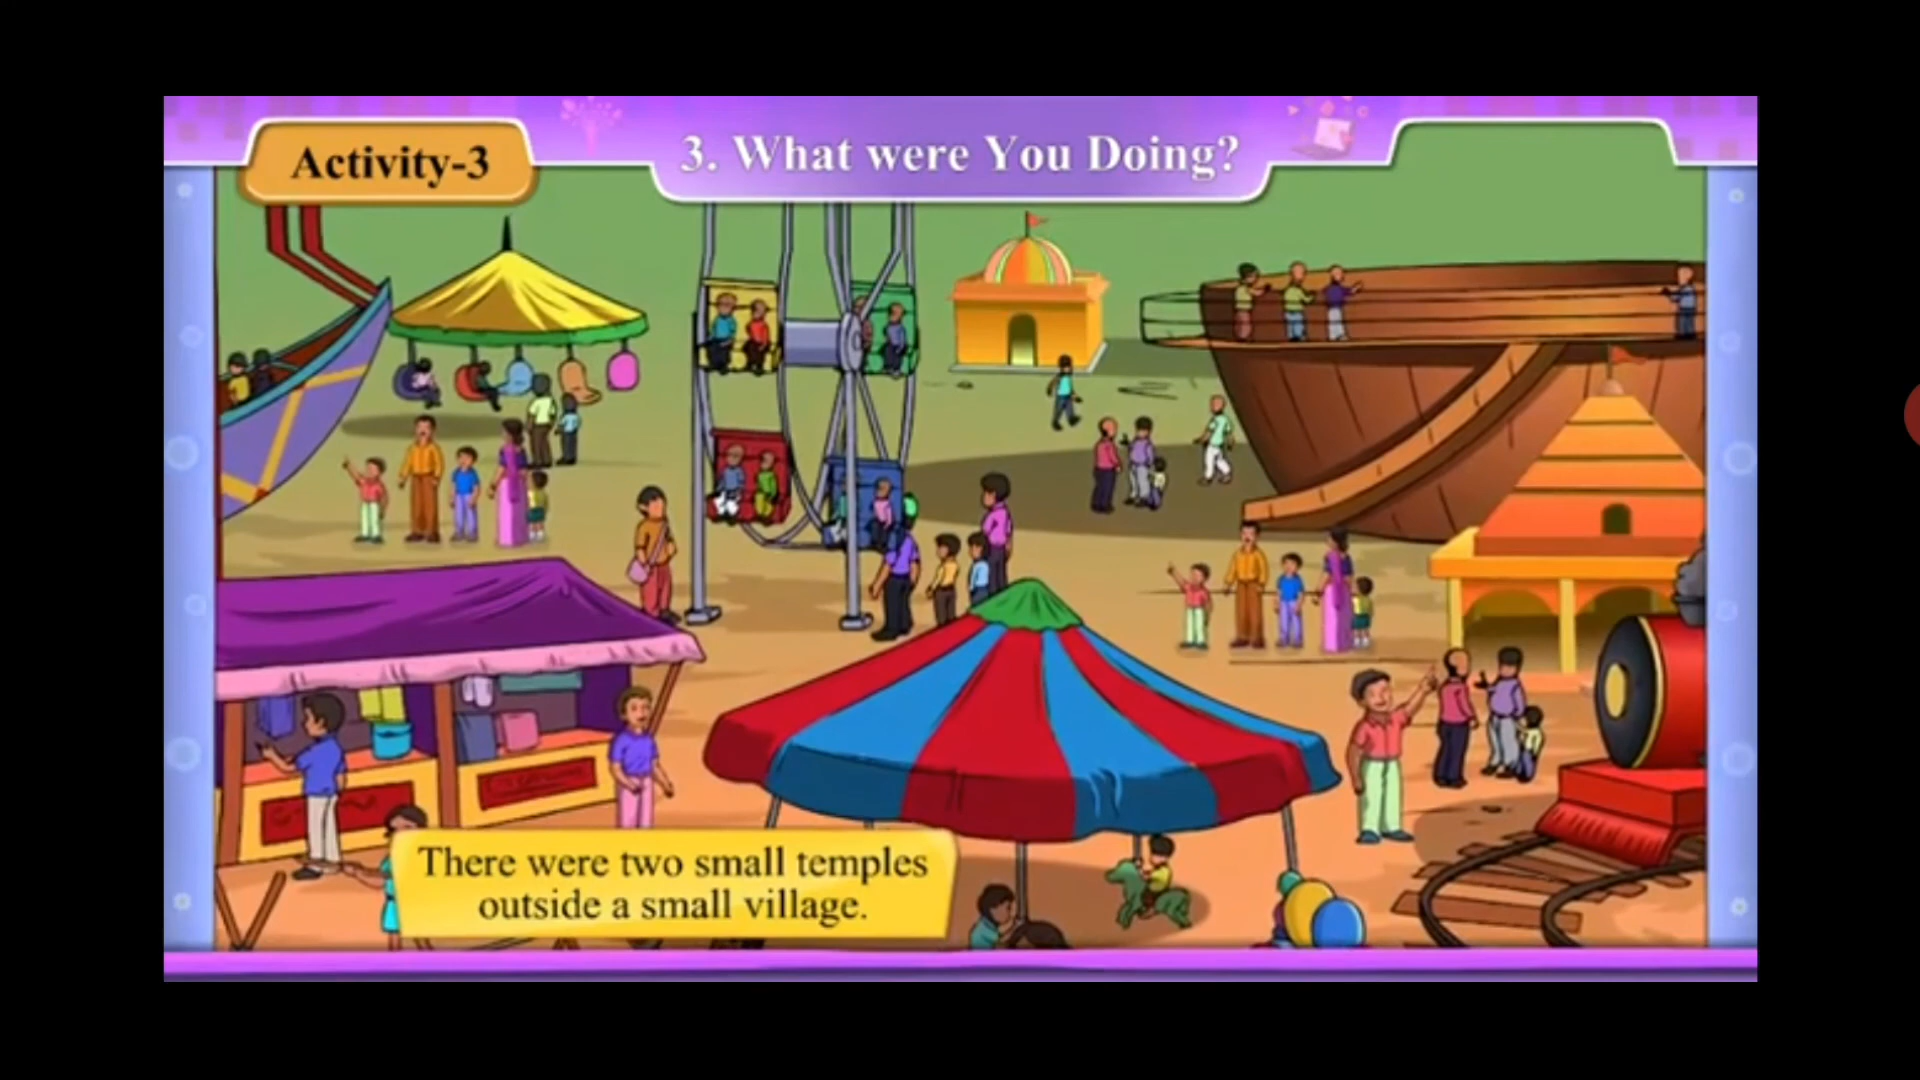 Activity-3
3. What were You Doing?
There were two small temples
outside a small village.